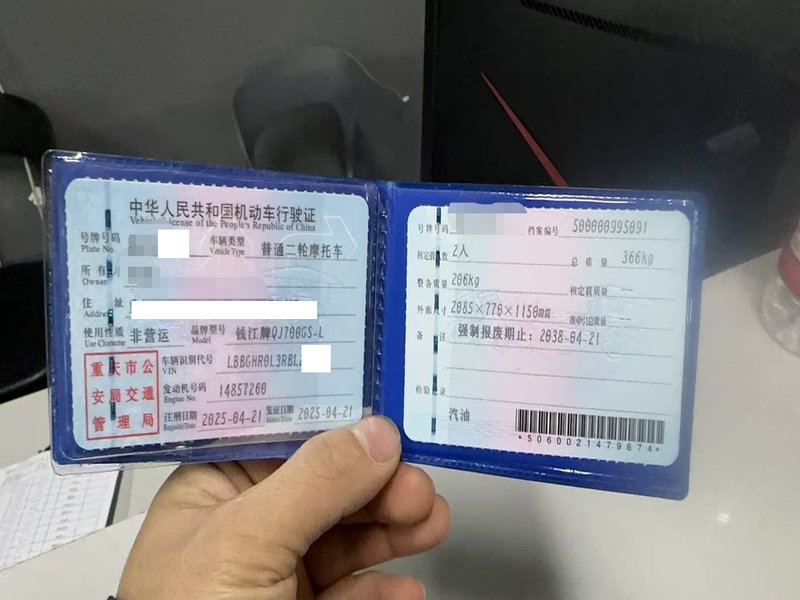 中华人民共和国机动车行驶证
Vehicle License of the People's Republic of China
号牌号码
Plate No.
车辆类型
Vehicle Type
普通二轮摩托车
所有
Owner
住 址
Address
使用性质
Use Character
非营运
品牌型号
Model
钱江牌QJ700GS-L
重庆市公
安局交通
管理局
车辆识别代号
VIN
LBBGHR0L3RBL
发动机号码
Engine No.
14857260
注册日期
Register Date
2025-04-21
发证日期
Issue Date
2025-04-21
号牌号码
档案编号
500000995091
核定载人数
2人
总 质 量
366kg
整备质量
206kg
核定载质量
--
外廓尺寸
2085×770×1150mm
准牵引总质量
--
备 注
强制报废期止：2038-04-21
检验记录
汽油
*5060021479674*